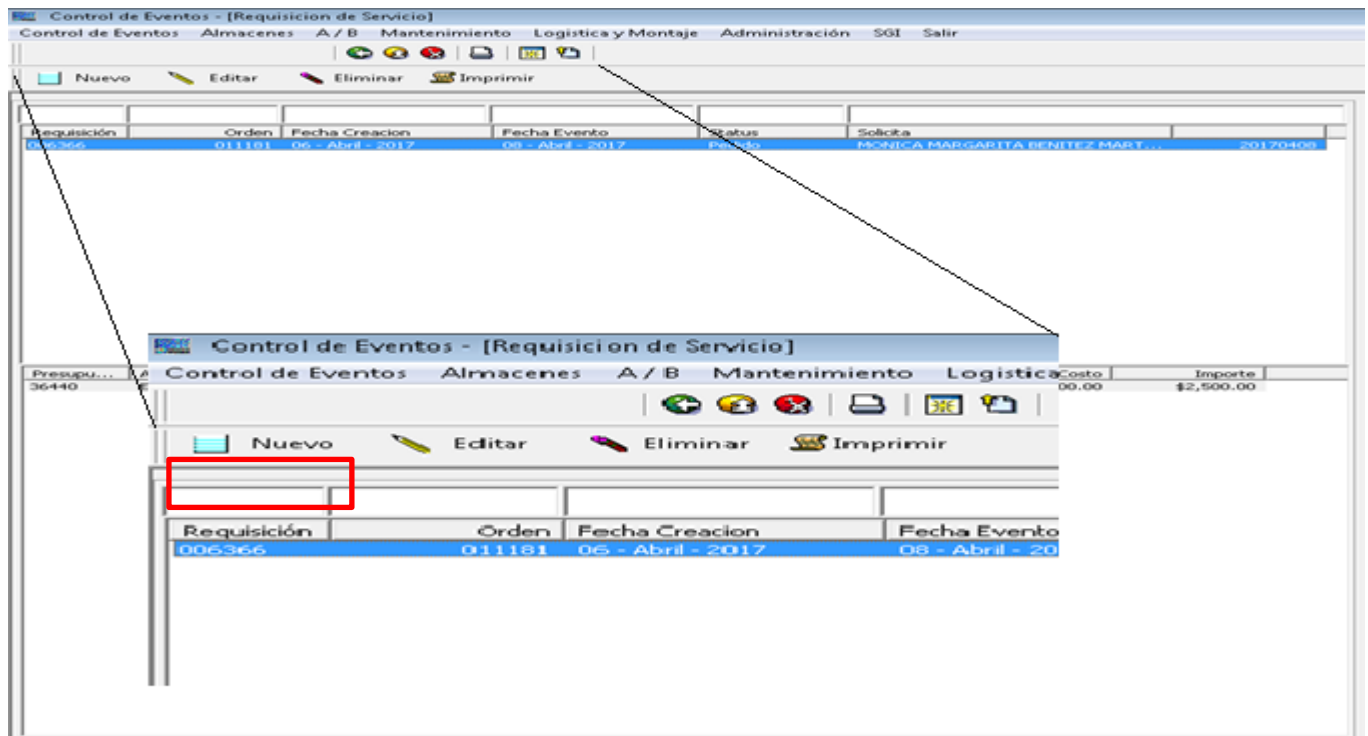 Control de Eventos - [Requisicion de Servicio]
Control de Eventos Almacenes A / B Mantenimiento Logistica y Montaje Administración SGI Salir
Nuevo Editar Eliminar Imprimir
Requisición Orden Fecha Creacion Fecha Evento Status Solicita
006366 011181 06 - Abril - 2017 08 - Abril - 2017 MONICA MARGARITA BENITEZ MART... 20170408
Control de Eventos - [Requisicion de Servicio]
Presupu... Control de Eventos Almacenes A / B Mantenimiento Logistica Costo Importe
36440 00.00 $2,500.00
Nuevo Editar Eliminar Imprimir
Requisición Orden Fecha Creacion Fecha Evento
006366 011181 06 - Abril - 2017 08 - Abril - 20